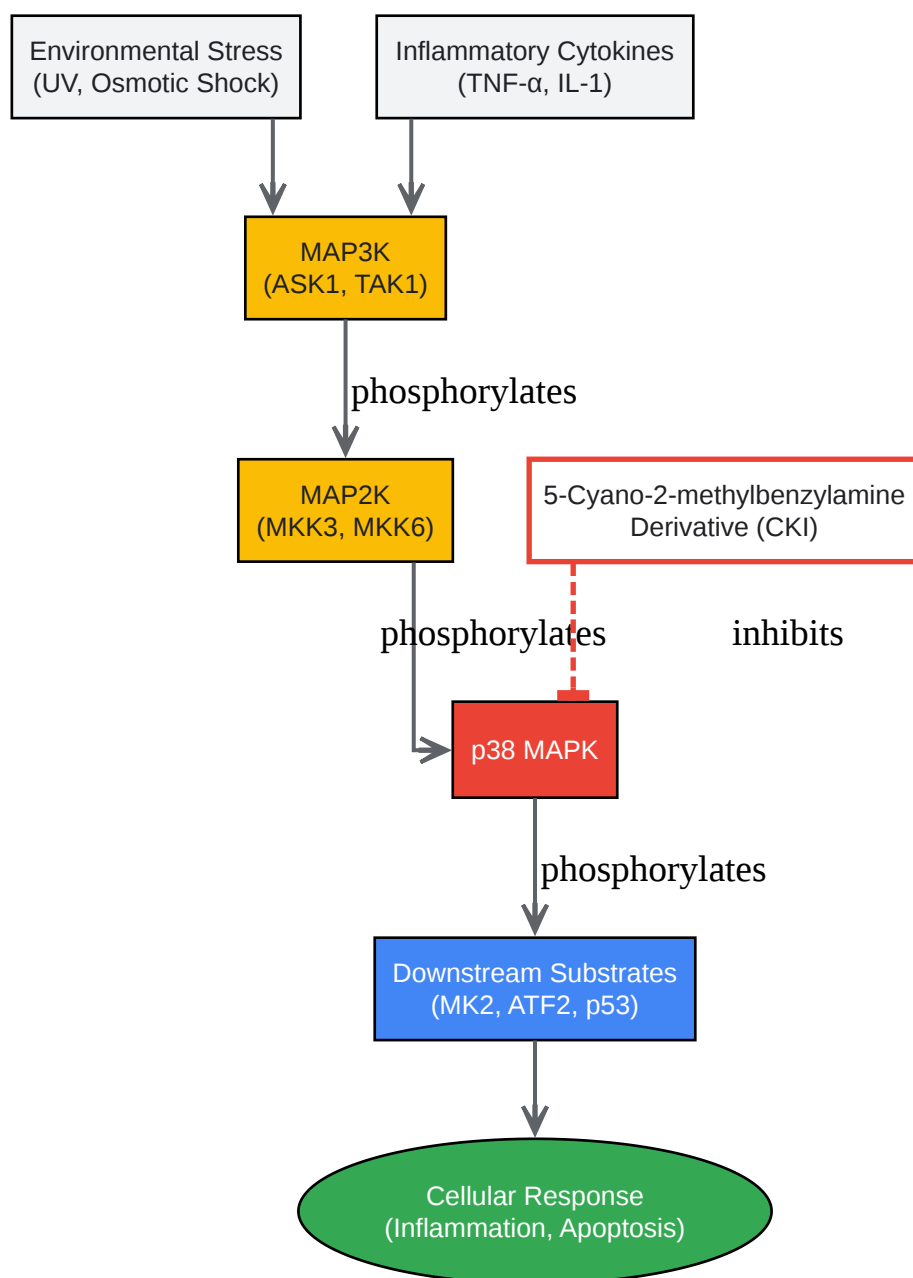 Environmental Stress
(UV, Osmotic Shock)
Inflammatory Cytokines
(TNF-α, IL-1)
MAP3K
(ASK1, TAK1)
phosphorylates
MAP2K
(MKK3, MKK6)
5-Cyano-2-methylbenzylamine
Derivative (CKI)
phosphorylates
inhibits
p38 MAPK
phosphorylates
Downstream Substrates
(MK2, ATF2, p53)
Cellular Response
(Inflammation, Apoptosis)